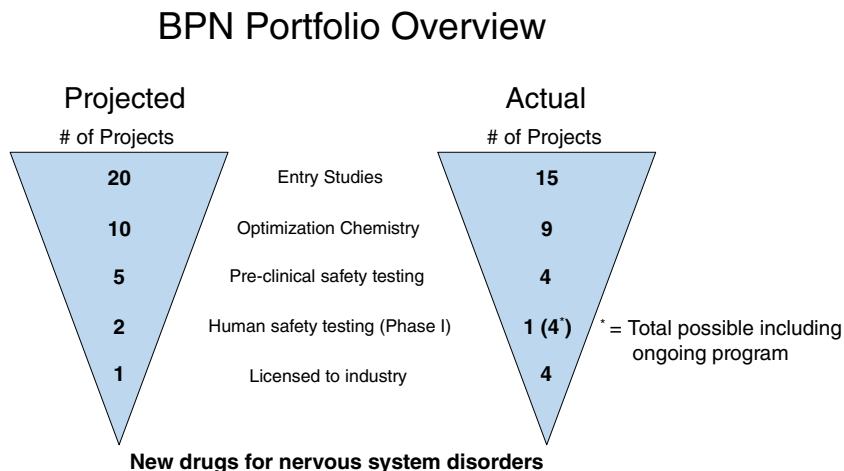 BPN Portfolio Overview
Projected
Actual
# of Projects
# of Projects
20 Entry Studies 15
10 Optimization Chemistry 9
5 Pre-clinical safety testing 4
2 Human safety testing (Phase I) 1 (4*) * = Total possible including
ongoing program
1 Licensed to industry 4
New drugs for nervous system disorders